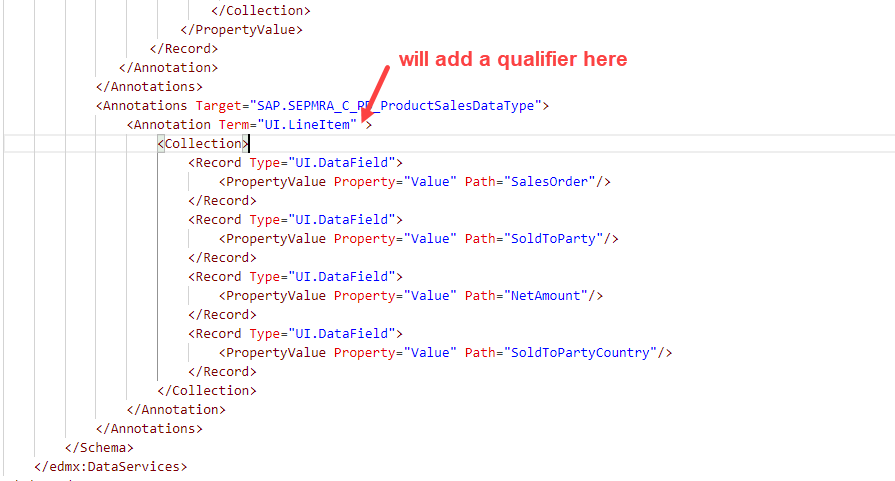 </Collection>
</PropertyValue>
</Record>
</Annotation>
will add a qualifier here
</Annotations>
<Annotations Target="SAP.SEPMRA_C_PD_ProductSalesDataType">
<Annotation Term="UI.LineItem" >
<Collection>
<Record Type="UI.DataField">
<PropertyValue Property="Value" Path="SalesOrder"/>
</Record>
<Record Type="UI.DataField">
<PropertyValue Property="Value" Path="SoldToParty"/>
</Record>
<Record Type="UI.DataField">
<PropertyValue Property="Value" Path="NetAmount"/>
</Record>
<Record Type="UI.DataField">
<PropertyValue Property="Value" Path="SoldToPartyCountry"/>
</Record>
</Collection>
</Annotation>
</Annotations>
</Schema>
</edmx:DataServices>